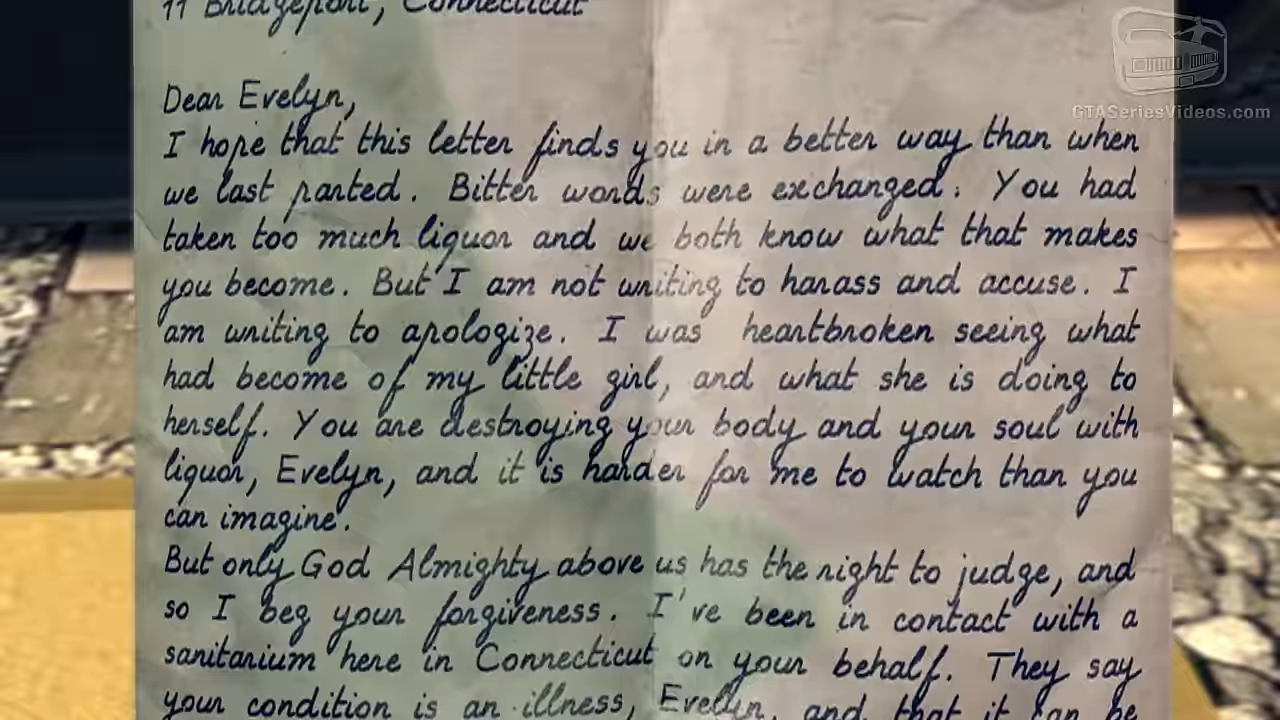 11 Bridgeport, Connecticut
GTASeriesVideos.com
Dear Evelyn,
I hope that this letter finds you in a better way than when
we last parted. Bitter words were exchanged. You had
taken too much liquor and we both know what that makes
you become. But I am not writing to harass and accuse. I
am writing to apologize. I was heartbroken seeing what
had become of my little girl, and what she is doing to
herself. You are destroying your body and your soul with
liquor, Evelyn, and it is harder for me to watch than you
can imagine.
But only God Almighty above us has the right to judge, and
so I beg your forgiveness. I've been in contact with a
sanitarium here in Connecticut on your behalf. They say
your condition is an illness, Evelyn, and that it can be